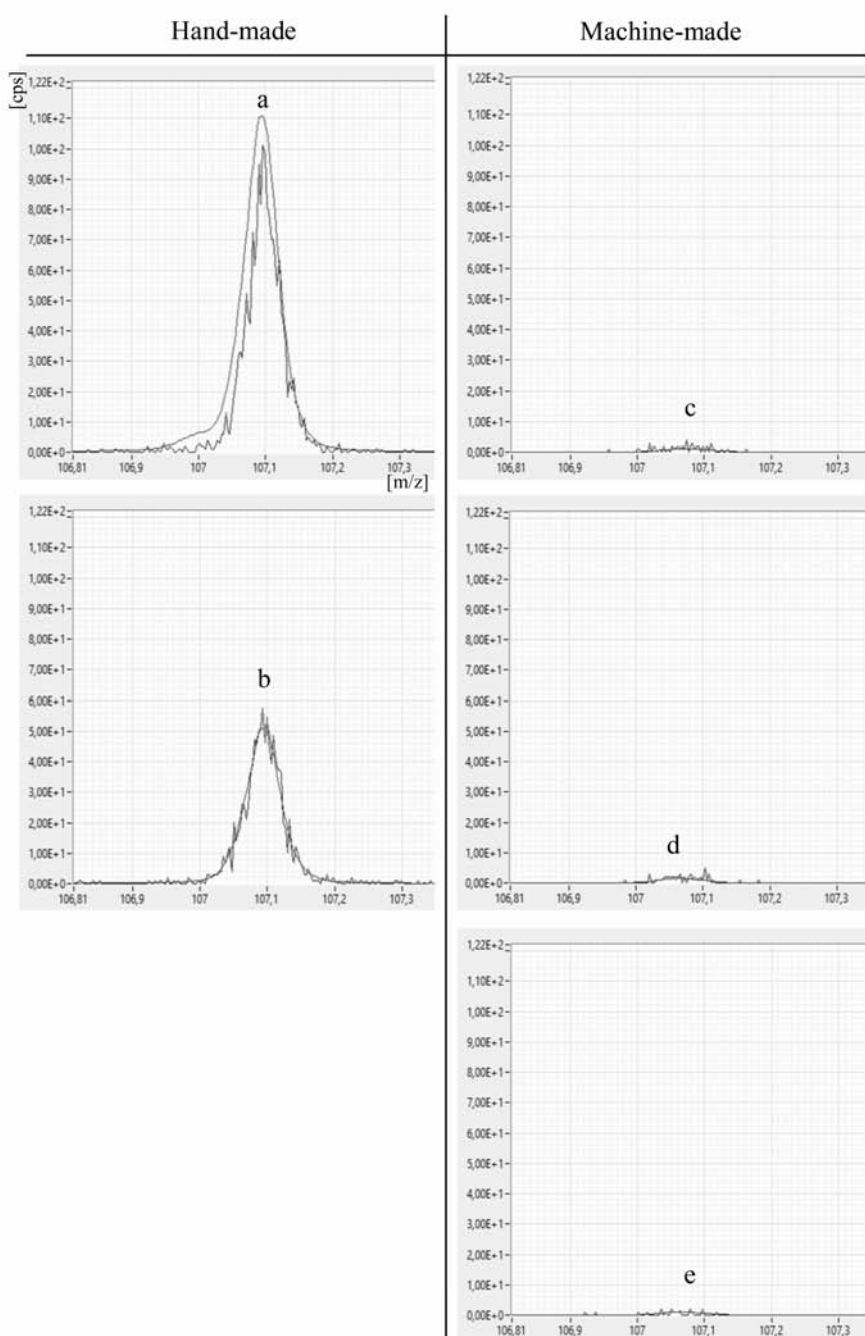 Hand-made
Machine-made
[cps]
a
1,22E+2
1,10E+2
1,00E+2
9,00E+1
8,00E+1
7,00E+1
6,00E+1
5,00E+1
4,00E+1
3,00E+1
2,00E+1
1,00E+1
0,00E+0
106,81 106,9 107 107,1 107,2 107,3
[m/z]
1,22E+2
1,10E+2
1,00E+2
9,00E+1
8,00E+1
7,00E+1
6,00E+1
5,00E+1
4,00E+1
3,00E+1
2,00E+1
c
1,00E+1
0,00E+0
106,81 106,9 107 107,1 107,2 107,3
1,22E+2
1,10E+2
1,00E+2
9,00E+1
8,00E+1
7,00E+1
b
6,00E+1
5,00E+1
4,00E+1
3,00E+1
2,00E+1
1,00E+1
0,00E+0
106,81 106,9 107 107,1 107,2 107,3
1,22E+2
1,10E+2
1,00E+2
9,00E+1
8,00E+1
7,00E+1
6,00E+1
5,00E+1
4,00E+1
3,00E+1
2,00E+1
d
1,00E+1
0,00E+0
106,81 106,9 107 107,1 107,2 107,3
1,22E+2
1,10E+2
1,00E+2
9,00E+1
8,00E+1
7,00E+1
6,00E+1
5,00E+1
4,00E+1
3,00E+1
2,00E+1
e
1,00E+1
0,00E+0
106,81 106,9 107 107,1 107,2 107,3